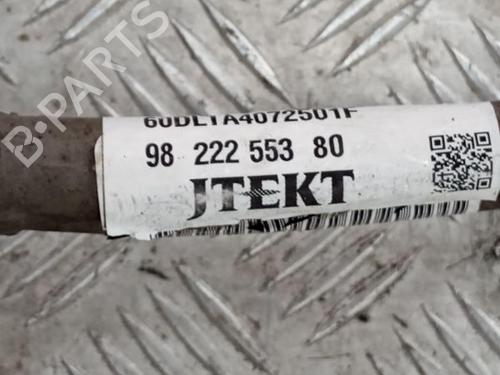 60DLTA4072501F
98 222 553 80
JTEKT
B-PARTS